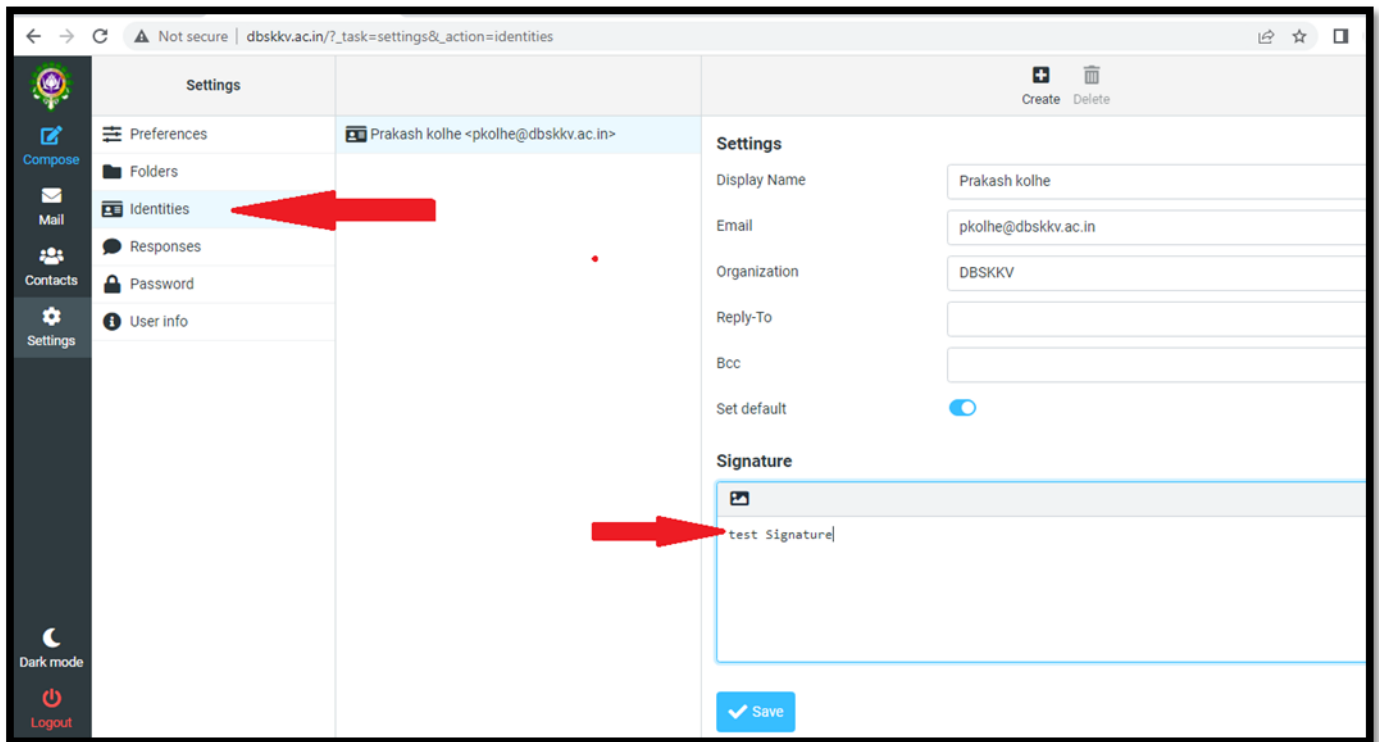 Not secure | dbskkv.ac.in/?_task=settings&_action=identities
Settings
Create Delete
Compose
Mail
Contacts
Settings
Dark mode
Logout
Preferences
Folders
Identities
Responses
Password
User info
Prakash kolhe <pkolhe@dbskkv.ac.in>
Settings
Display Name Prakash kolhe
Email pkolhe@dbskkv.ac.in
Organization DBSKKV
Reply-To
Bcc
Set default
Signature
test Signature
Save